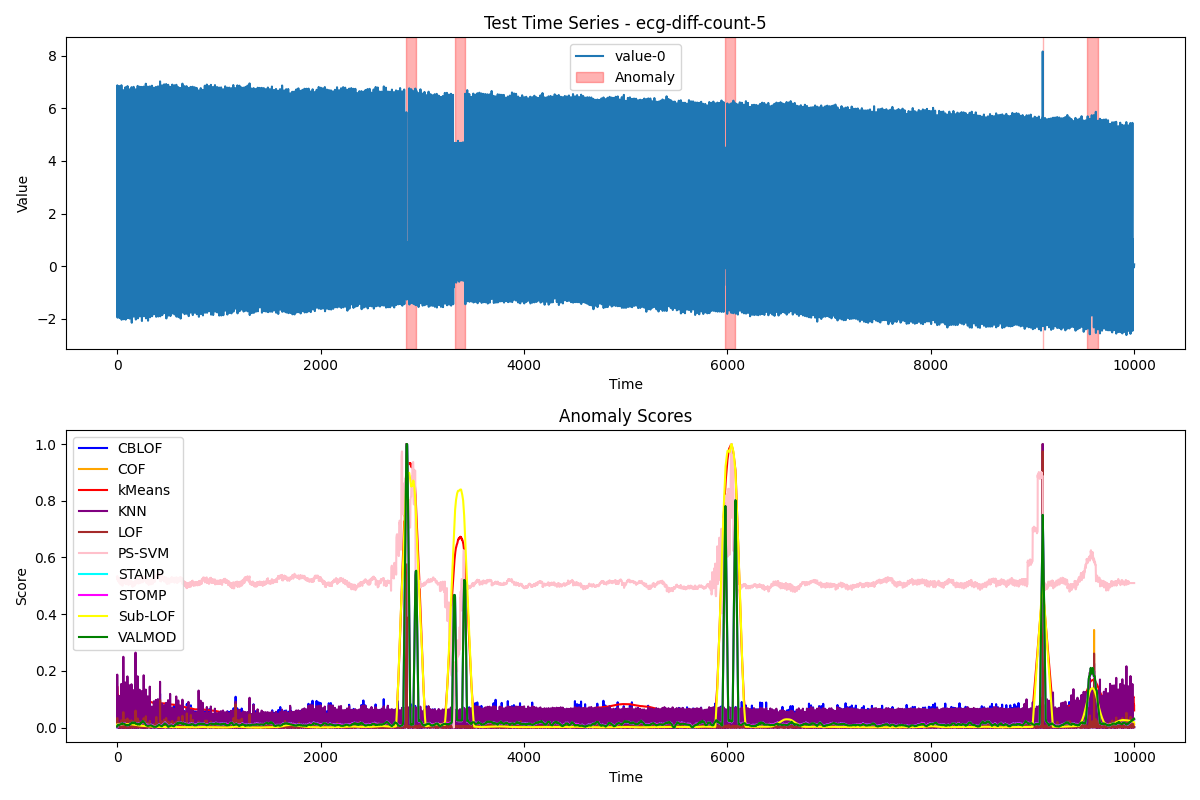 Test Time Series - ecg-diff-count-5
value-0
Anomaly
8
6
4
2
0
−2
Value
0
2000
4000
6000
8000
10000
Time
Anomaly Scores
CBLOF
COF
kMeans
KNN
LOF
PS-SVM
STAMP
STOMP
Sub-LOF
VALMOD
1.0
0.8
0.6
0.4
0.2
0.0
Score
0
2000
4000
6000
8000
10000
Time